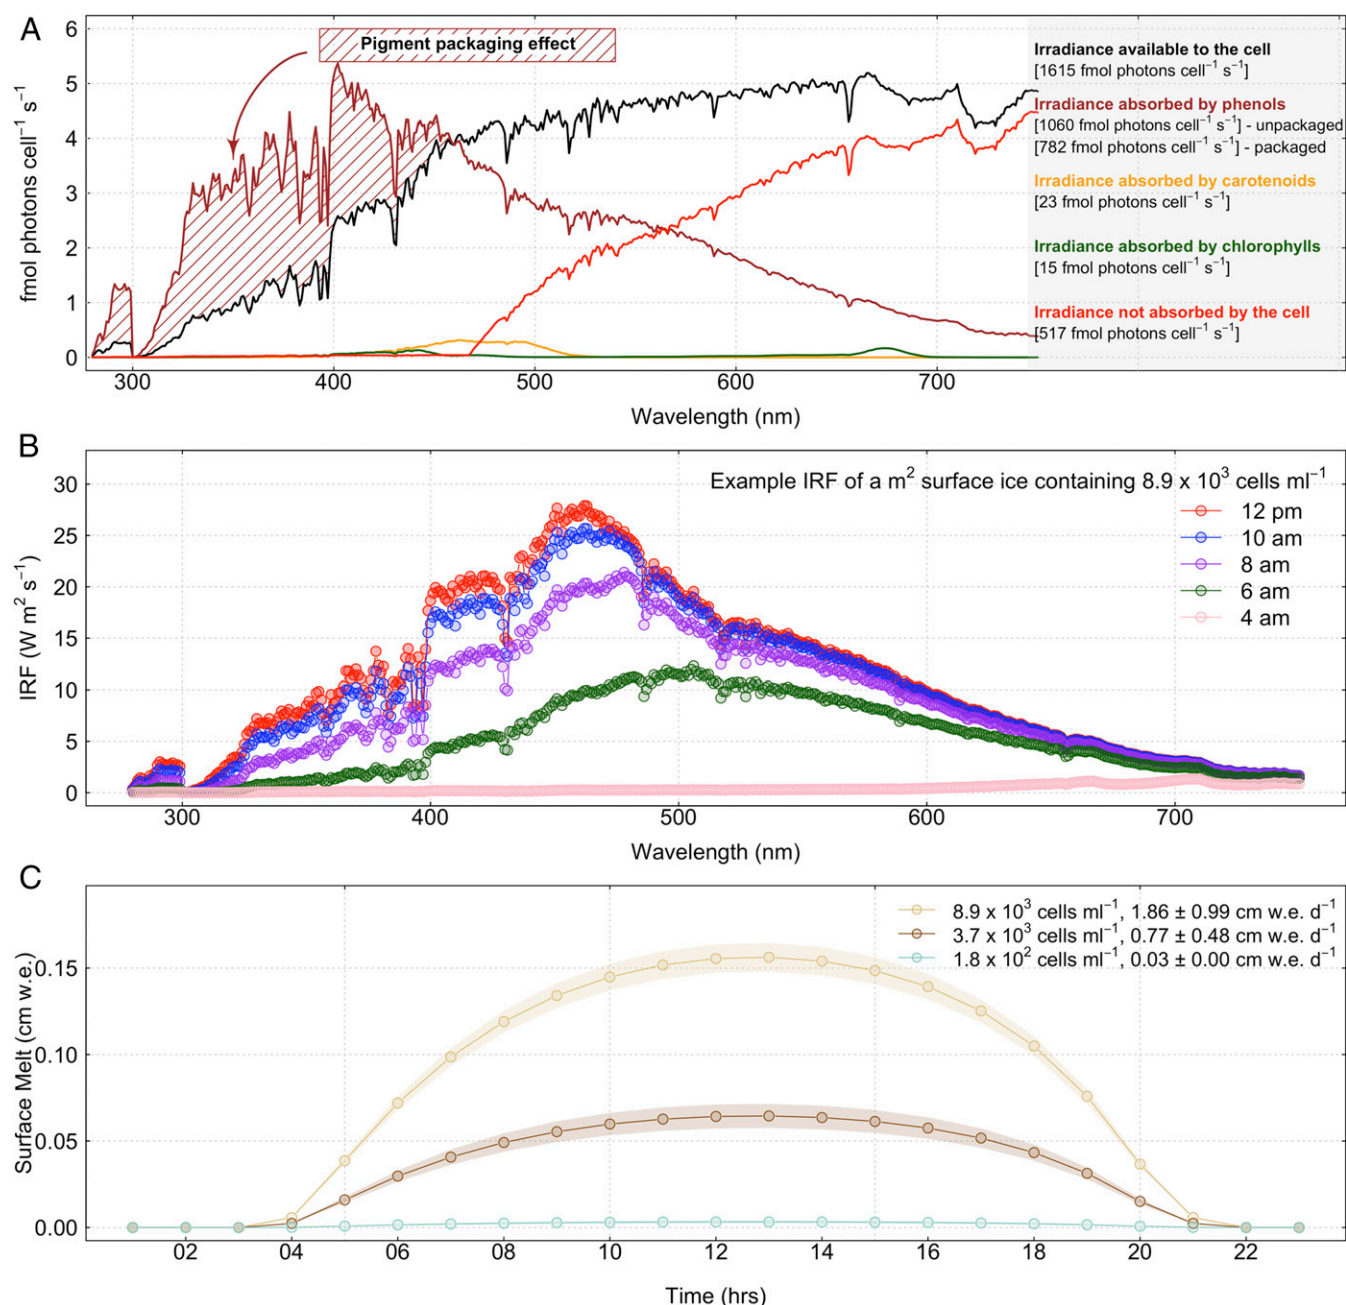 A
Pigment packaging effect
6
5
4
3
2
1
0
fmol photons cell⁻¹ s⁻¹
300 400 500 600 700
Wavelength (nm)
Irradiance available to the cell
[1615 fmol photons cell⁻¹ s⁻¹]
Irradiance absorbed by phenols
[1060 fmol photons cell⁻¹ s⁻¹] - unpackaged
[782 fmol photons cell⁻¹ s⁻¹] - packaged
Irradiance absorbed by carotenoids
[23 fmol photons cell⁻¹ s⁻¹]
Irradiance absorbed by chlorophylls
[15 fmol photons cell⁻¹ s⁻¹]
Irradiance not absorbed by the cell
[517 fmol photons cell⁻¹ s⁻¹]
B
Example IRF of a m² surface ice containing 8.9 x 10³ cells ml⁻¹
12 pm
10 am
8 am
6 am
4 am
30
25
20
15
10
5
0
IRF (W m² s⁻¹)
300 400 500 600 700
Wavelength (nm)
C
8.9 x 10³ cells ml⁻¹, 1.86 ± 0.99 cm w.e. d⁻¹
3.7 x 10³ cells ml⁻¹, 0.77 ± 0.48 cm w.e. d⁻¹
1.8 x 10² cells ml⁻¹, 0.03 ± 0.00 cm w.e. d⁻¹
0.15
0.10
0.05
0.00
Surface Melt (cm w.e.)
02 04 06 08 10 12 14 16 18 20 22
Time (hrs)